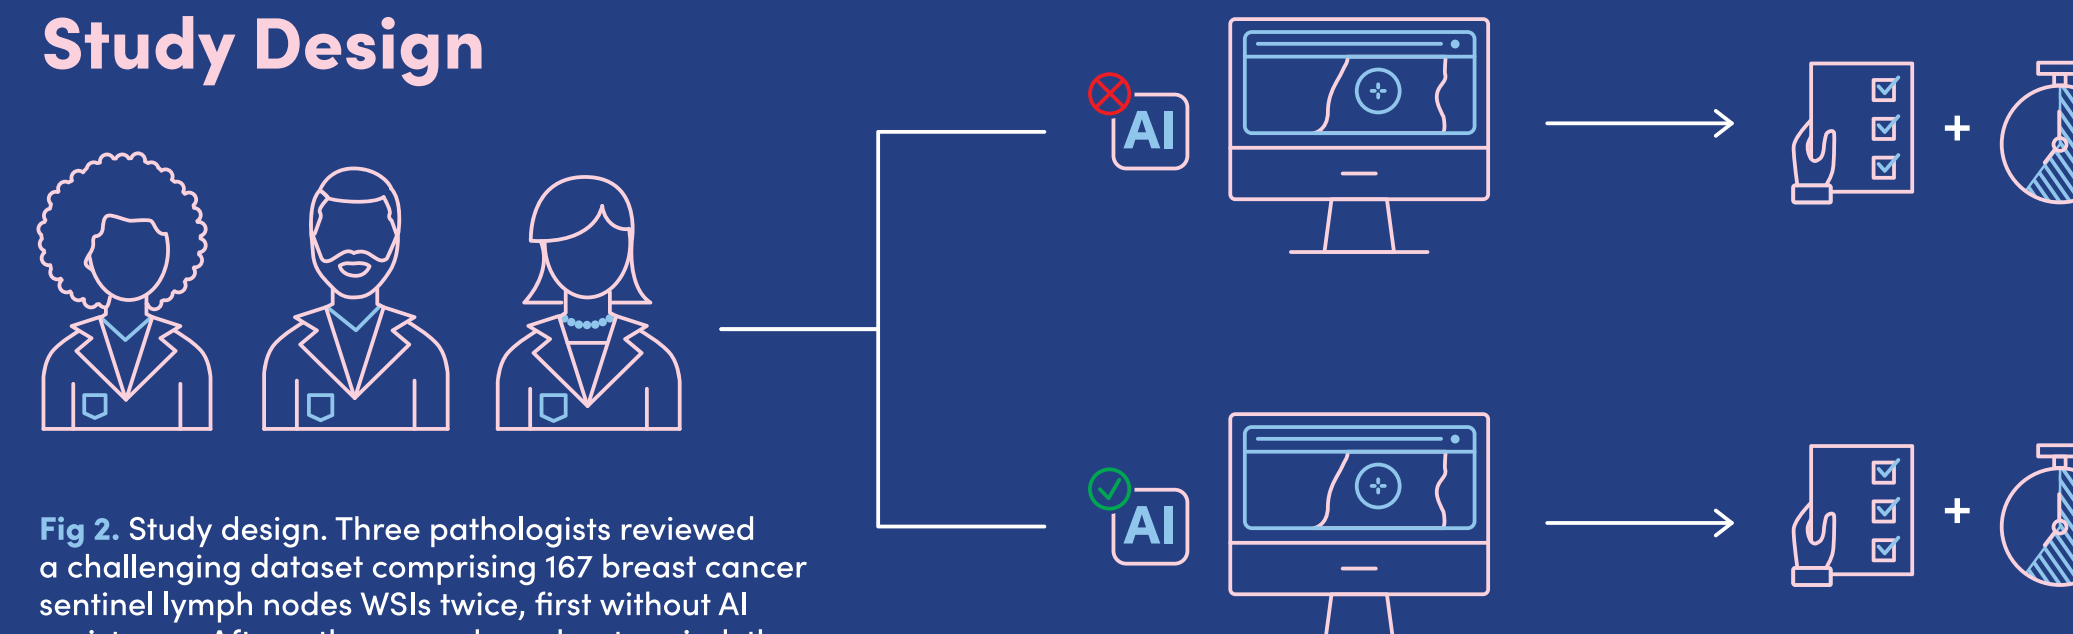 Study Design
AI
AI
+
+
Fig 2. Study design. Three pathologists reviewed
a challenging dataset comprising 167 breast cancer
sentinel lymph nodes WSIs twice, first without AI